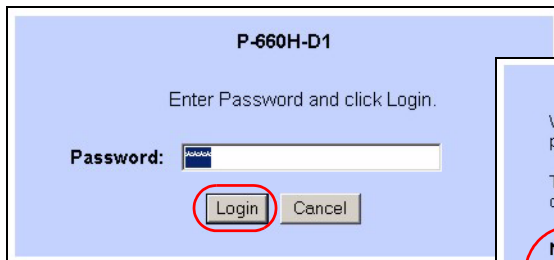 P-660H-D1
Enter Password and click Login.
Password: ****
Login Cancel